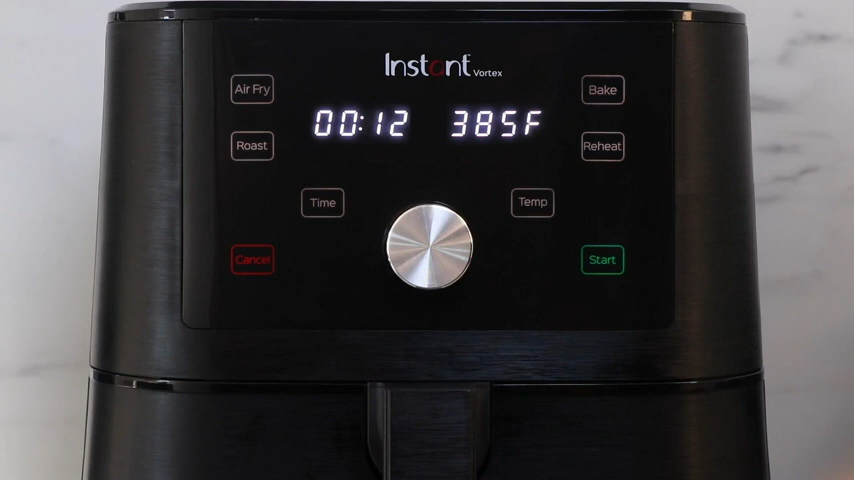 Instant Vortex
Air Fry
Bake
00:12 385F
Roast
Reheat
Time
Temp
Cancel
Start